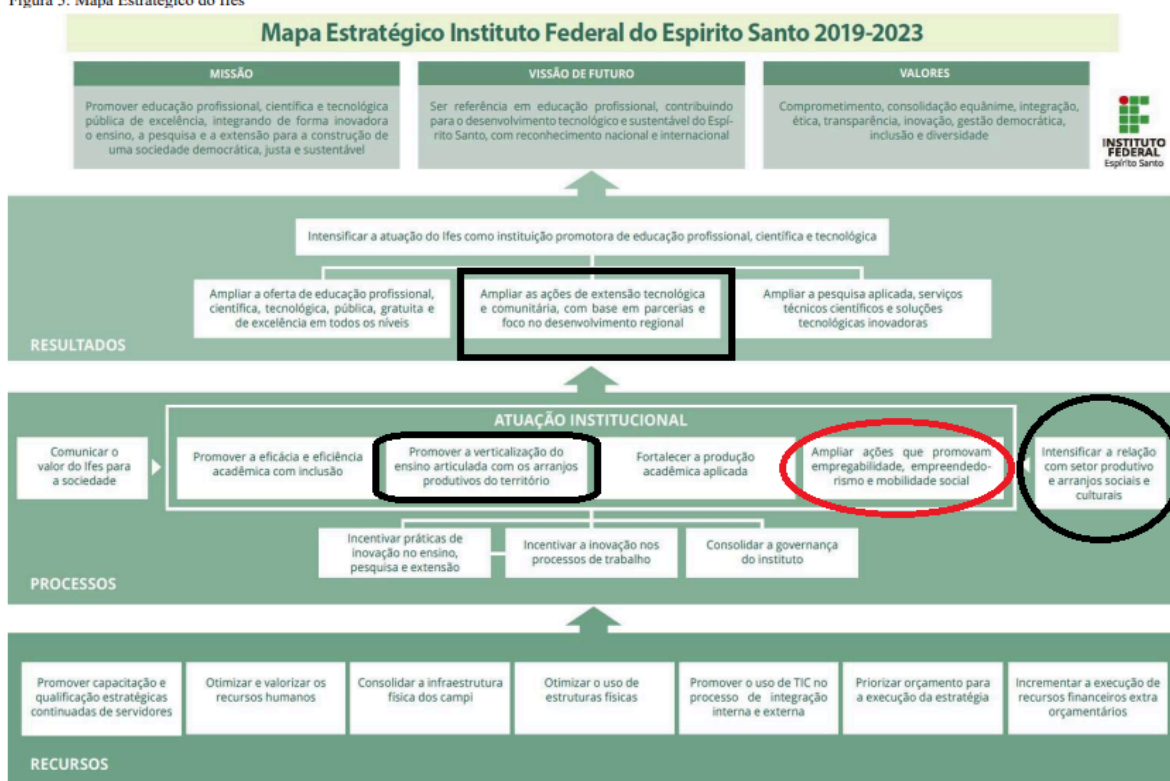 Figura 5: Mapa Estratégico do Ifes
Mapa Estratégico Instituto Federal do Espirito Santo 2019-2023
MISSÃO
Promover educação profissional, científica e tecnológica
pública de excelência, integrando de forma inovadora
o ensino, a pesquisa e a extensão para a construção de
uma sociedade democrática, justa e sustentável
VISSÃO DE FUTURO
Ser referência em educação profissional, contribuindo
para o desenvolvimento tecnológico e sustentável do Espí-
rito Santo, com reconhecimento nacional e internacional
VALORES
Comprometimento, consolidação equânime, integração,
ética, transparência, inovação, gestão democrática,
inclusão e diversidade
INSTITUTO
FEDERAL
Espírito Santo
Intensificar a atuação do Ifes como instituição promotora de educação profissional, científica e tecnológica
Ampliar a oferta de educação profissional,
científica, tecnológica, pública, gratuita e
de excelência em todos os níveis
Ampliar as ações de extensão tecnológica
e comunitária, com base em parcerias e
foco no desenvolvimento regional
Ampliar a pesquisa aplicada, serviços
técnicos científicos e soluções
tecnológicas inovadoras
RESULTADOS
ATUAÇÃO INSTITUCIONAL
Comunicar o
valor do Ifes para
a sociedade
Promover a eficácia e eficiência
acadêmica com inclusão
Promover a verticalização do
ensino articulada com os arranjos
produtivos do território
Fortalecer a produção
acadêmica aplicada
Ampliar ações que promovam
empregabilidade, empreendedo-
rismo e mobilidade social
Intensificar a relação
com setor produtivo
e arranjos sociais e
culturais
Incentivar práticas de
inovação no ensino,
pesquisa e extensão
Incentivar a inovação nos
processos de trabalho
Consolidar a governança
do instituto
PROCESSOS
Promover capacitação e
qualificação estratégicas
continuadas de servidores
Otimizar e valorizar os
recursos humanos
Consolidar a infraestrutura
física dos campi
Otimizar o uso de
estruturas físicas
Promover o uso de TIC no
processo de integração
interna e externa
Priorizar orçamento para
a execução da estratégia
Incrementar a execução de
recursos financeiros extra
orçamentários
RECURSOS